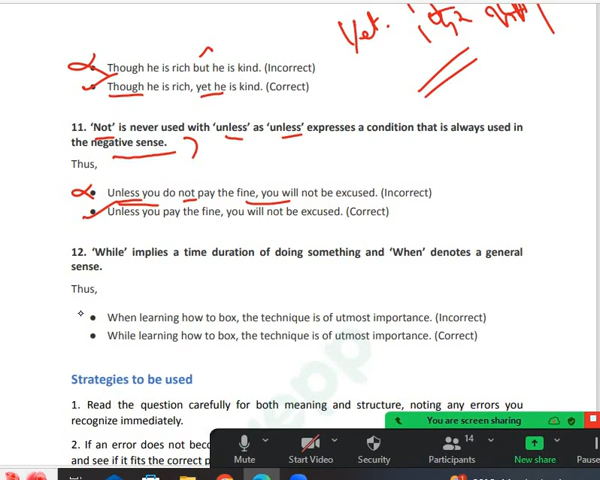 Yet.
Though he is rich but he is kind. (Incorrect)
Though he is rich, yet he is kind. (Correct)
11. ‘Not’ is never used with ‘unless’ as ‘unless’ expresses a condition that is always used in
the negative sense.
Thus,
Unless you do not pay the fine, you will not be excused. (Incorrect)
Unless you pay the fine, you will not be excused. (Correct)
12. ‘While’ implies a time duration of doing something and ‘When’ denotes a general
sense.
Thus,
When learning how to box, the technique is of utmost importance. (Incorrect)
While learning how to box, the technique is of utmost importance. (Correct)
Strategies to be used
1. Read the question carefully for both meaning and structure, noting any errors you
recognize immediately.
You are screen sharing
2. If an error does not
and see if it fits the correct
14
Mute Start Video Security Participants New share Pause